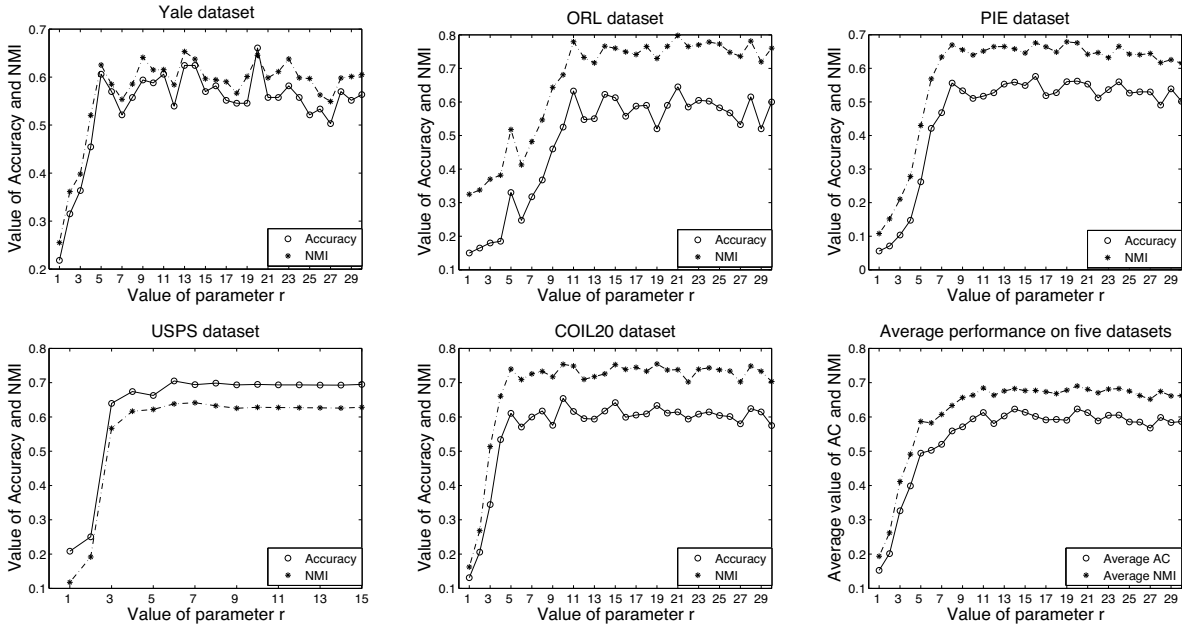 Yale dataset
Value of Accuracy and NMI
0.7
0.6
0.5
0.4
0.3
0.2
Accuracy
NMI
1 3 5 7 9 11 13 15 17 19 21 23 25 27 29
Value of parameter r
ORL dataset
Value of Accuracy and NMI
0.8
0.7
0.6
0.5
0.4
0.3
0.2
0.1
Accuracy
NMI
1 3 5 7 9 11 13 15 17 19 21 23 25 27 29
Value of parameter r
PIE dataset
Value of Accuracy and NMI
0.7
0.6
0.5
0.4
0.3
0.2
0.1
0
Accuracy
NMI
1 3 5 7 9 11 13 15 17 19 21 23 25 27 29
Value of parameter r
USPS dataset
Value of Accuracy and NMI
0.8
0.7
0.6
0.5
0.4
0.3
0.2
0.1
Accuracy
NMI
1 3 5 7 9 11 13 15
Value of parameter r
COIL20 dataset
Value of Accuracy and NMI
0.8
0.7
0.6
0.5
0.4
0.3
0.2
0.1
Accuracy
NMI
1 3 5 7 9 11 13 15 17 19 21 23 25 27 29
Value of parameter r
Average performance on five datasets
Average value of AC and NMI
0.8
0.7
0.6
0.5
0.4
0.3
0.2
0.1
Average AC
Average NMI
1 3 5 7 9 11 13 15 17 19 21 23 25 27 29
Value of parameter r